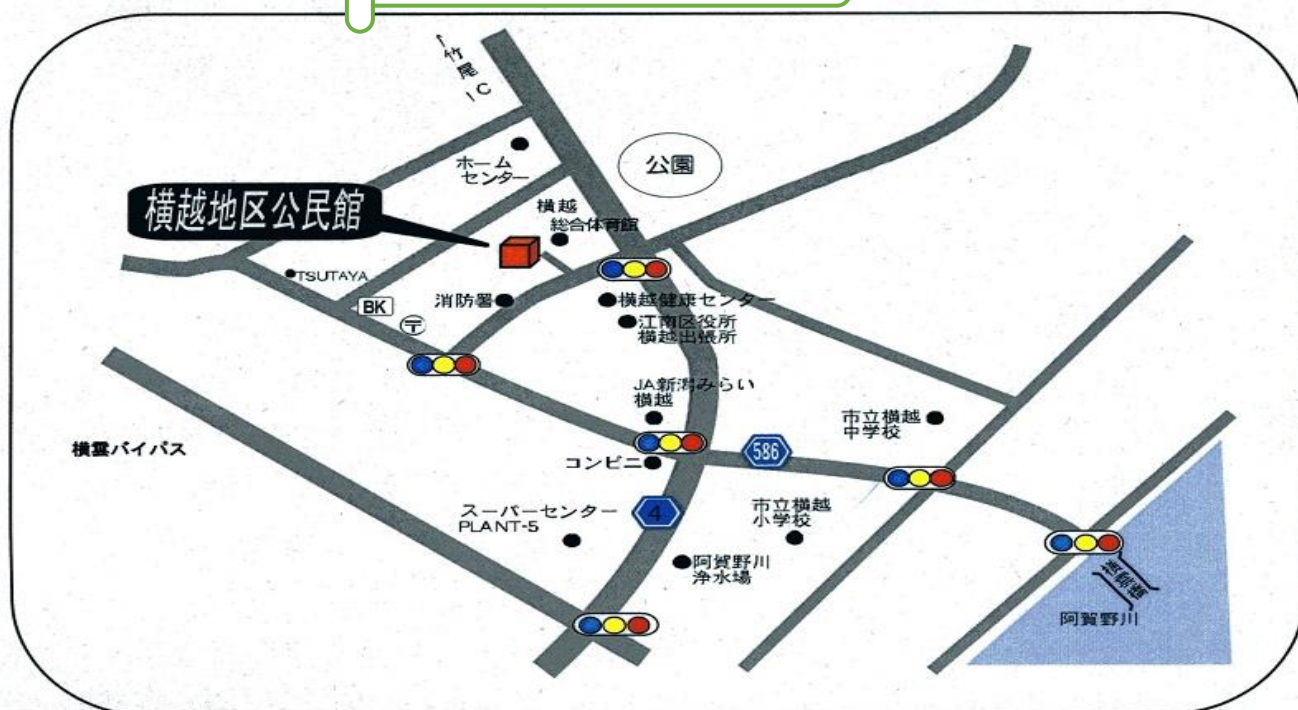 ↑竹尾IC
公園
ホーム
センター
横越地区公民館
横越
総合体育館
TSUTAYA
BK
〒
消防署
横越健康センター
江南区役所
横越出張所
JA新潟みらい
横越
市立横越
中学校
横雲バイパス
コンビニ
586
スーパーセンター
PLANT-5
4
市立横越
小学校
阿賀野川
浄水場
横雲橋
阿賀野川